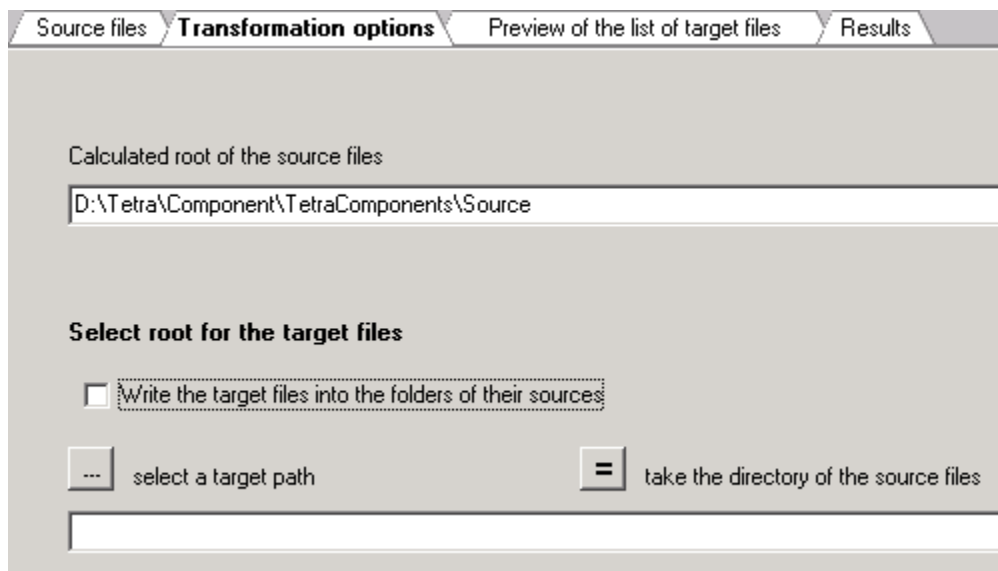 Source files Transformation options Preview of the list of target files Results
Calculated root of the source files
D:\Tetra\Component\TetraComponents\Source
Select root for the target files
Write the target files into the folders of their sources
... select a target path = take the directory of the source files